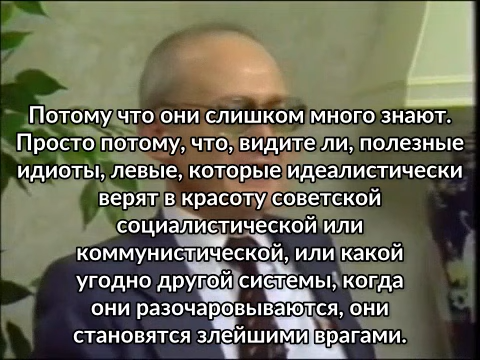 Потому что они слишком много знают.
Просто потому, что, видите ли, полезные
идиоты, левые, которые идеалистически
верят в красоту советской
социалистической или
коммунистической, или какой
угодно другой системы, когда
они разочаровываются, они
становятся злейшими врагами.